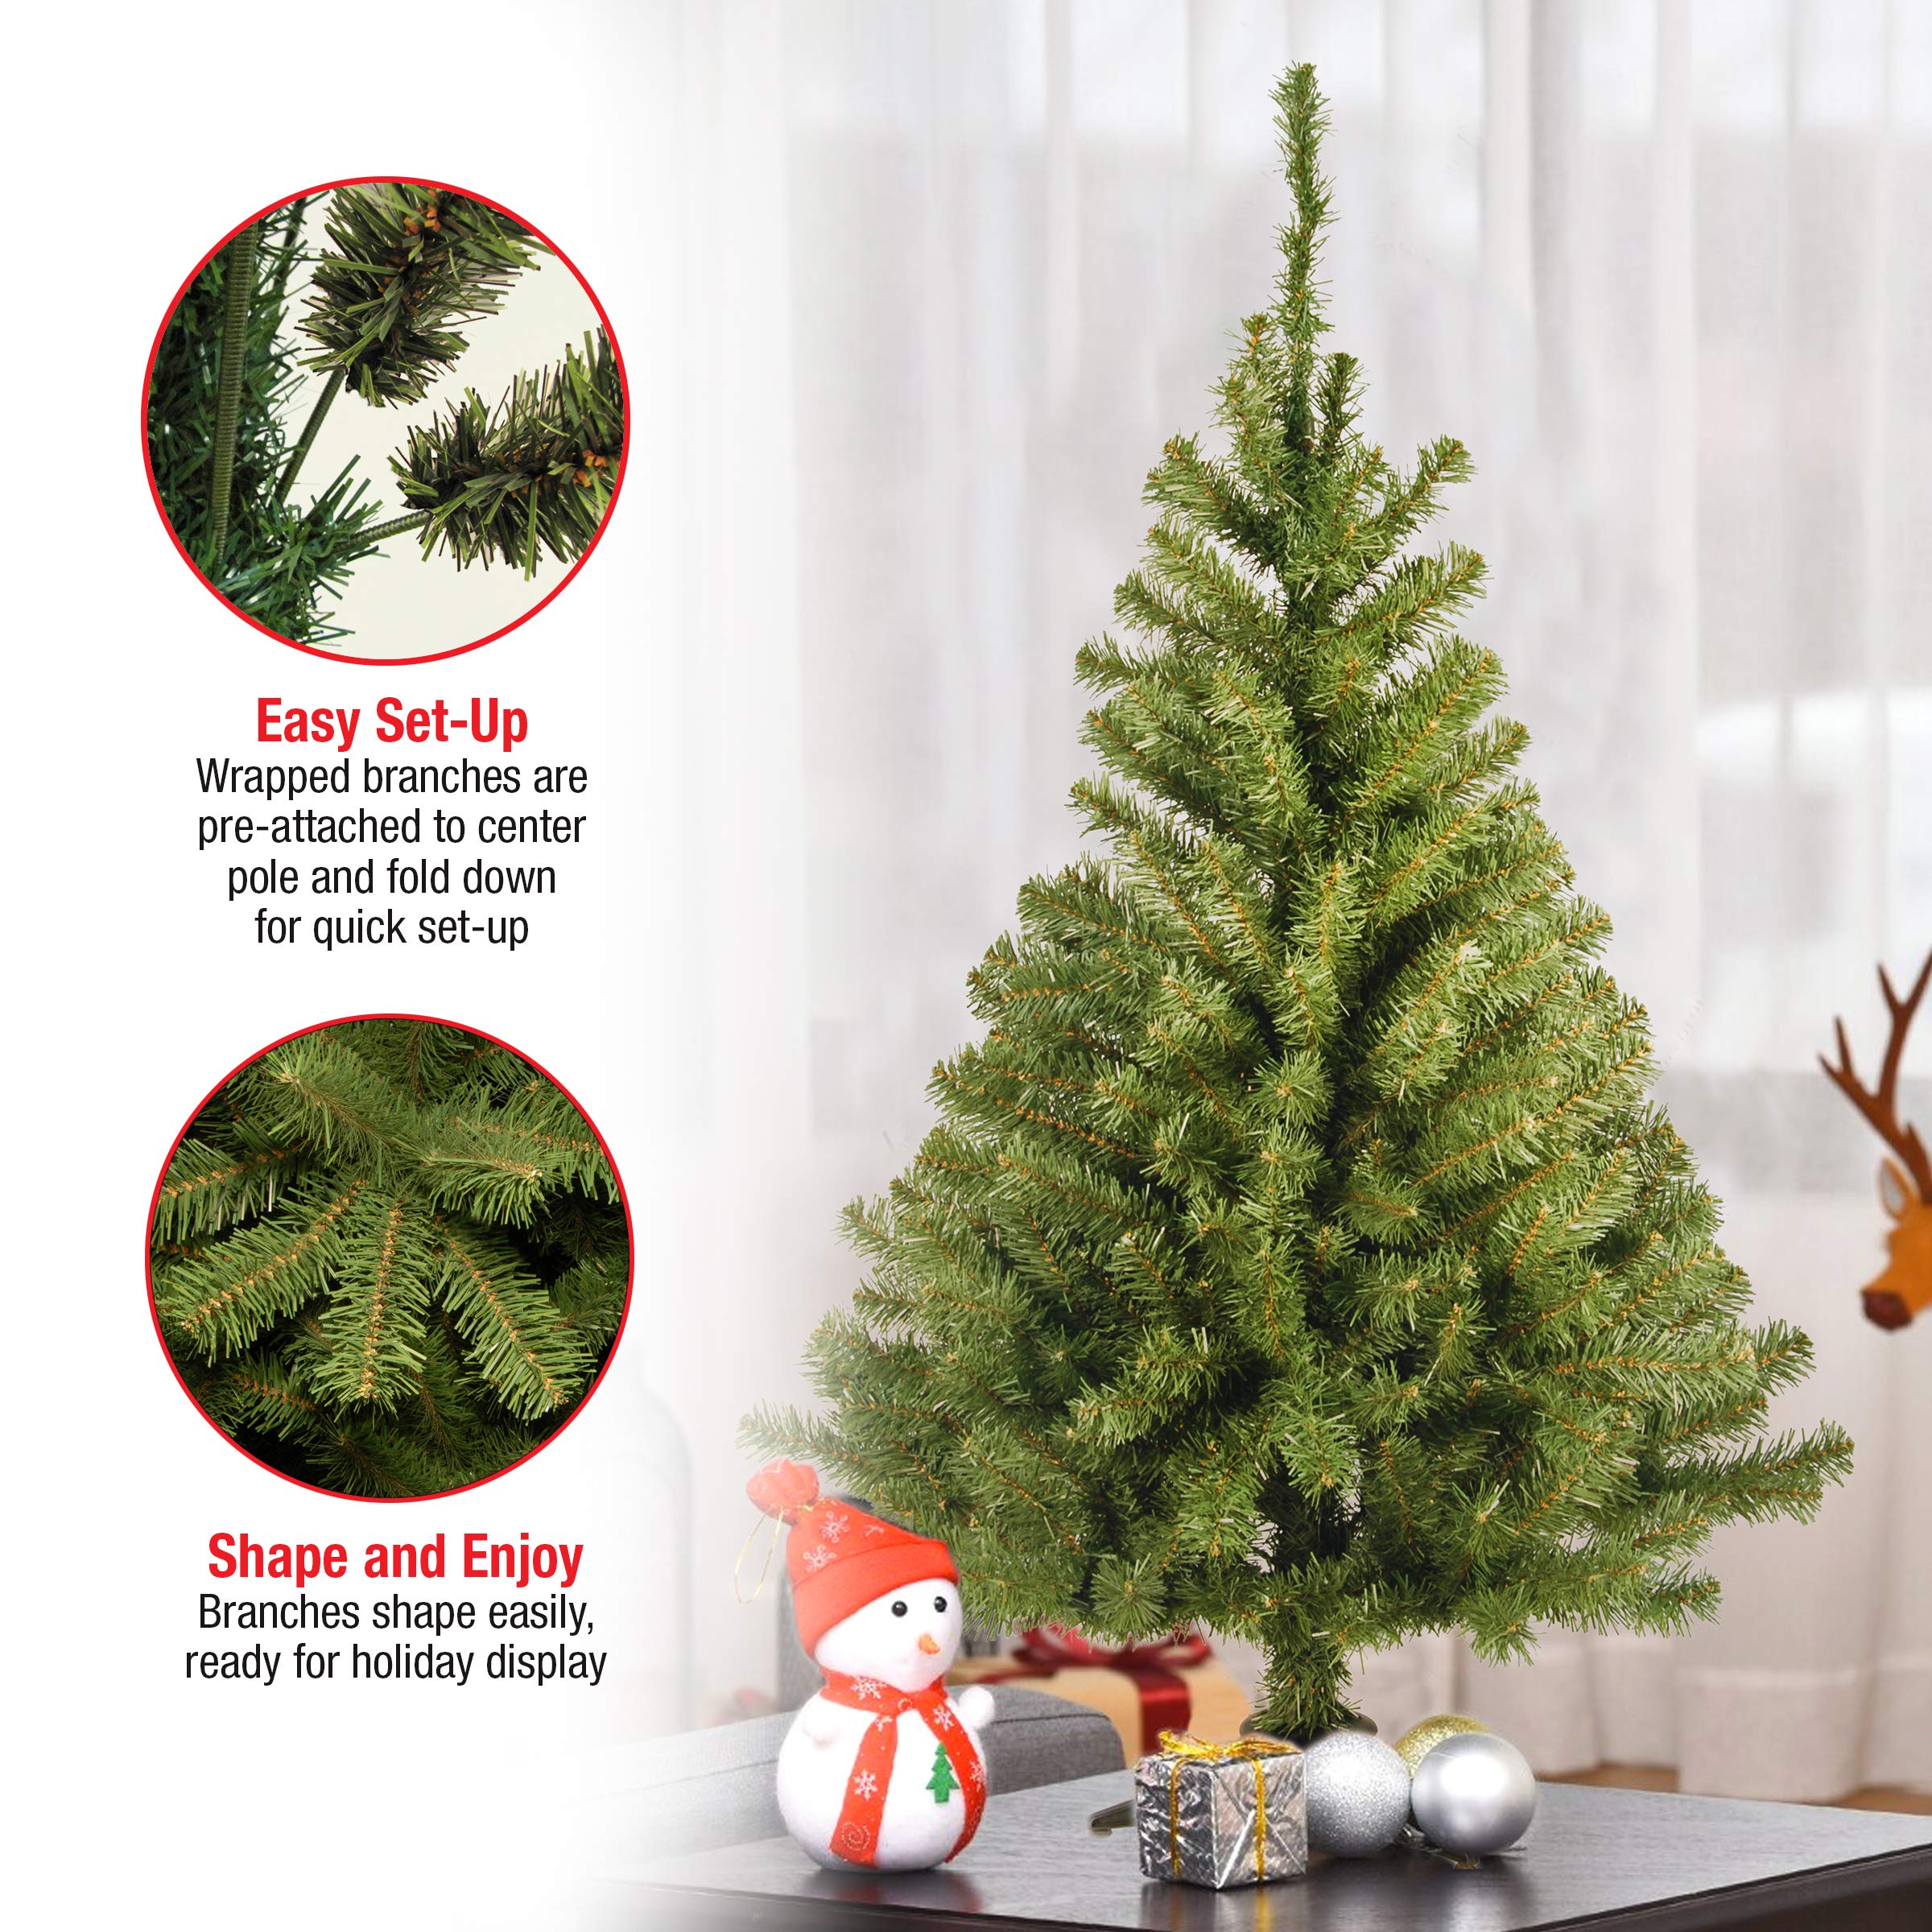 Easy Set-Up
Wrapped branches are
pre-attached to center
pole and fold down
for quick set-up
Shape and Enjoy
Branches shape easily,
ready for holiday display